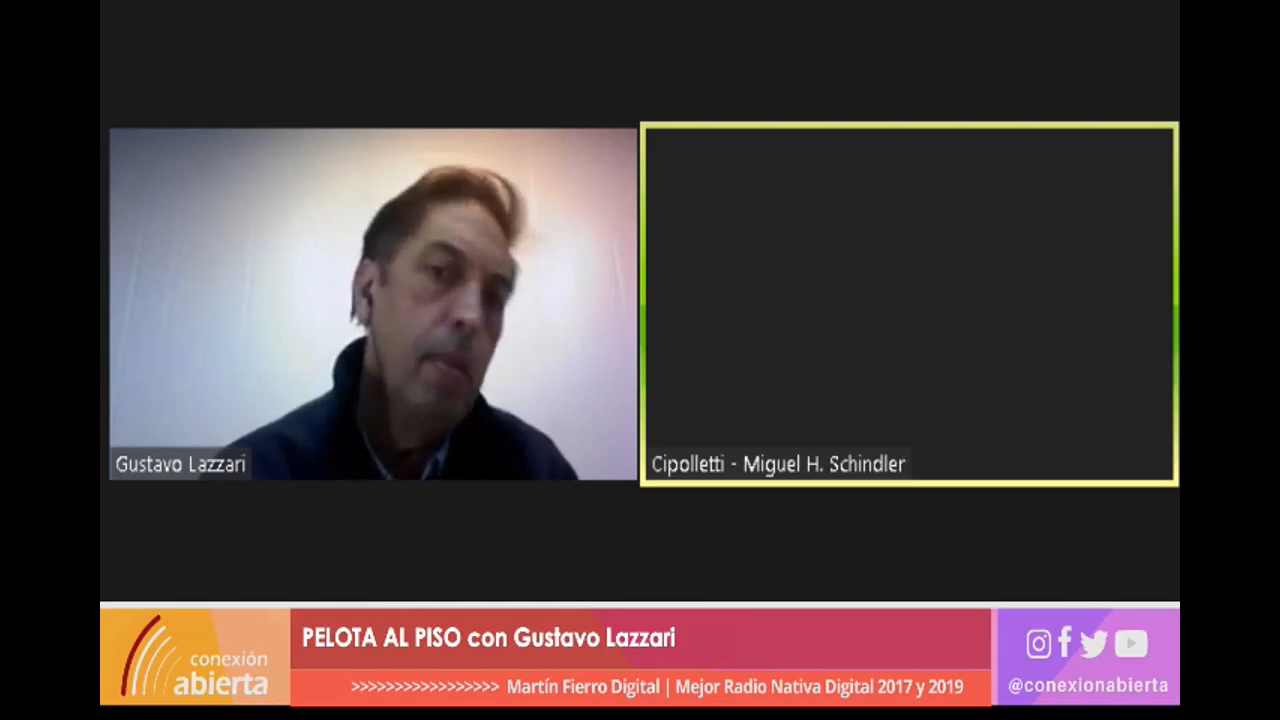 Gustavo Lazzari
Cipolletti - Miguel H. Schindler
conexión
abierta
PELOTA AL PISO con Gustavo Lazzari
>>>>>>>>>>>>>>>>> Martín Fierro Digital | Mejor Radio Nativa Digital 2017 y 2019
@conexionabierta